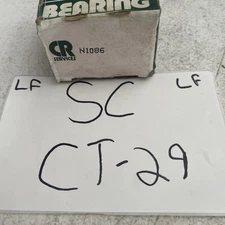 BEARING
CR N1086
SERVICES
LF LF
SC
CT-29